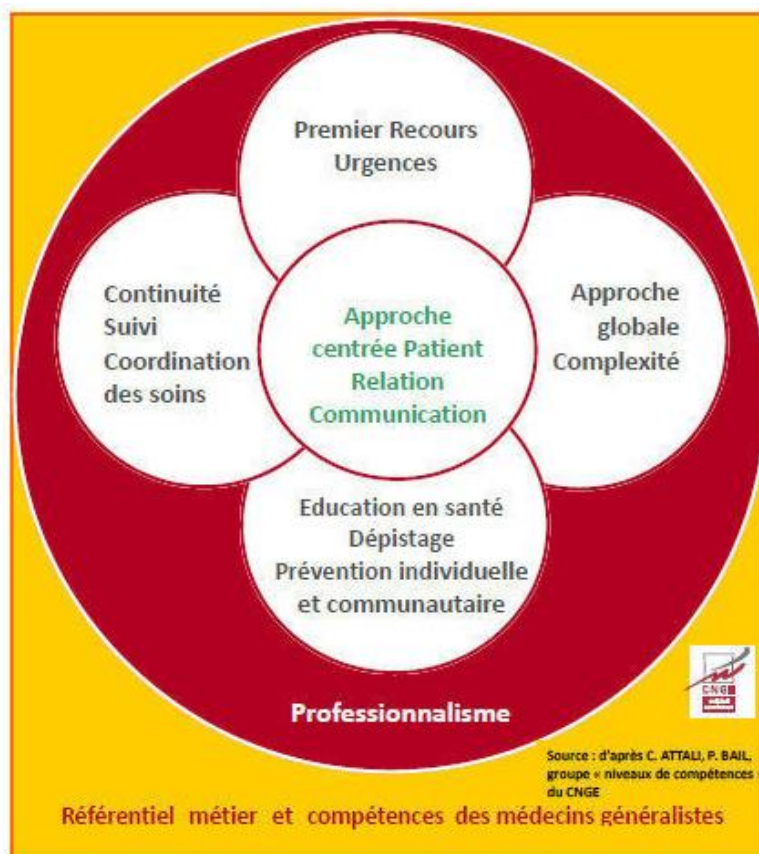 Premier Recours
Urgences
Continuité
Suivi
Coordination
des soins
Approche
centrée Patient
Relation
Communication
Approche
globale
Complexité
Education en santé
Dépistage
Prévention individuelle
et communautaire
Professionnalisme
CNGE
Source : d'après C. ATTALI, P. BAIL,
groupe « niveaux de compétences »
du CNGE
Référentiel métier et compétences des médecins généralistes